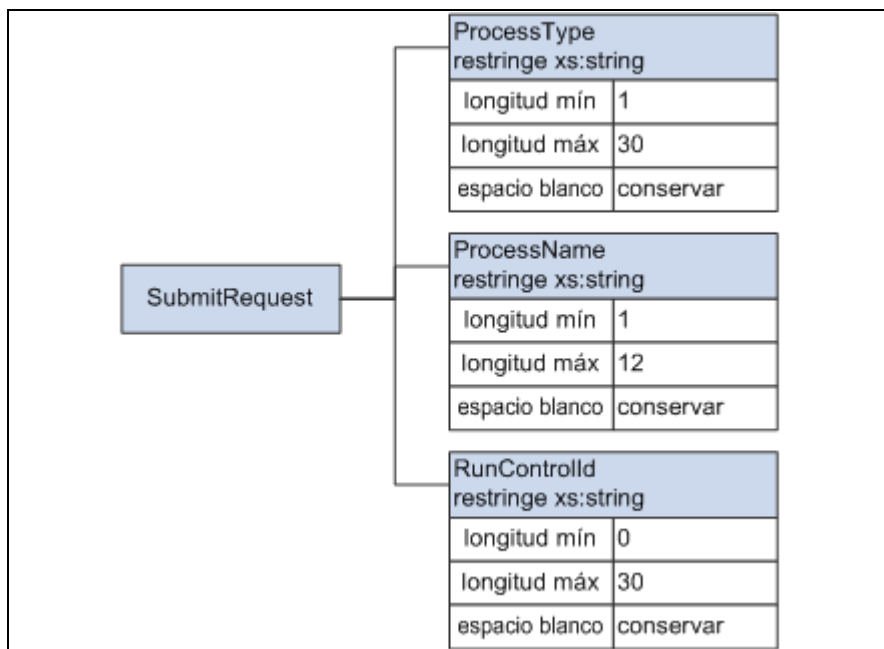 ProcessType
restringe xs:string
longitud mín 1
longitud máx 30
espacio blanco conservar
ProcessName
restringe xs:string
SubmitRequest
longitud mín 1
longitud máx 12
espacio blanco conservar
RunControlId
restringe xs:string
longitud mín 0
longitud máx 30
espacio blanco conservar